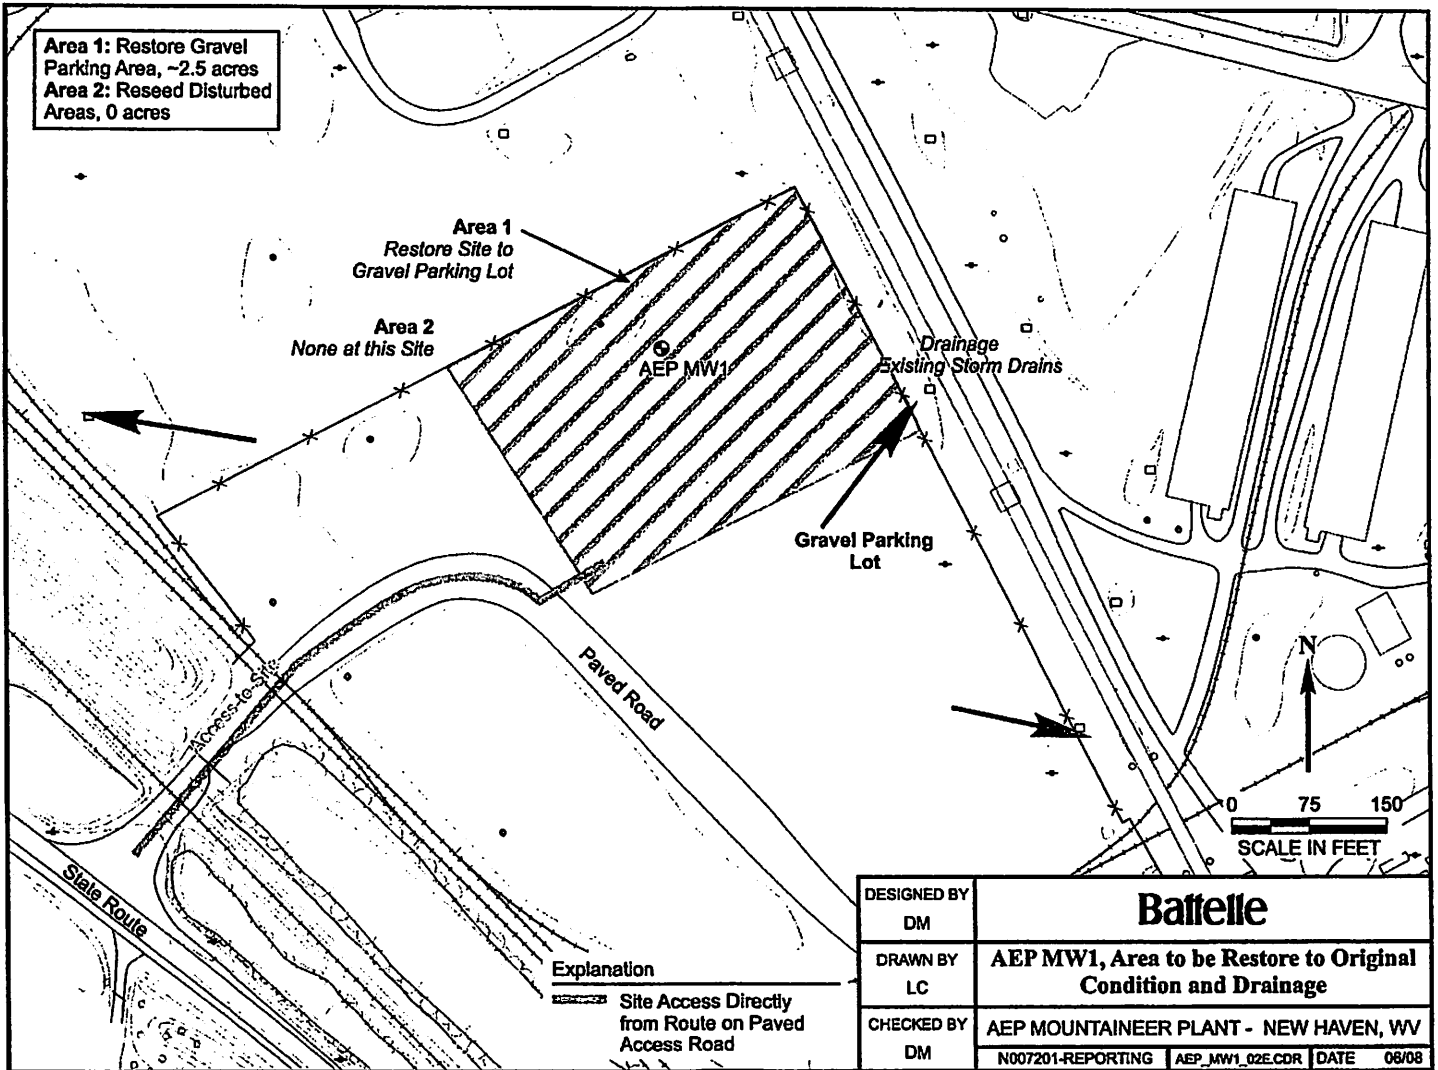 Area 1: Restore Gravel
Parking Area, ~2.5 acres
Area 2: Reseed Disturbed
Areas, 0 acres
Area 1
Restore Site to
Gravel Parking Lot
Area 2
None at this Site
AEP MW1
Drainage
Existing Storm Drains
Gravel Parking
Lot
Paved Road
Access-to-Site
State Route
N
0 75 150
SCALE IN FEET
Explanation
Site Access Directly
from Route on Paved
Access Road
DESIGNED BY
DM
Battelle
DRAWN BY
LC
AEP MW1, Area to be Restore to Original
Condition and Drainage
CHECKED BY
DM
AEP MOUNTAINEER PLANT - NEW HAVEN, WV
N007201-REPORTING AEP_MW1_02E.CDR DATE 06/08